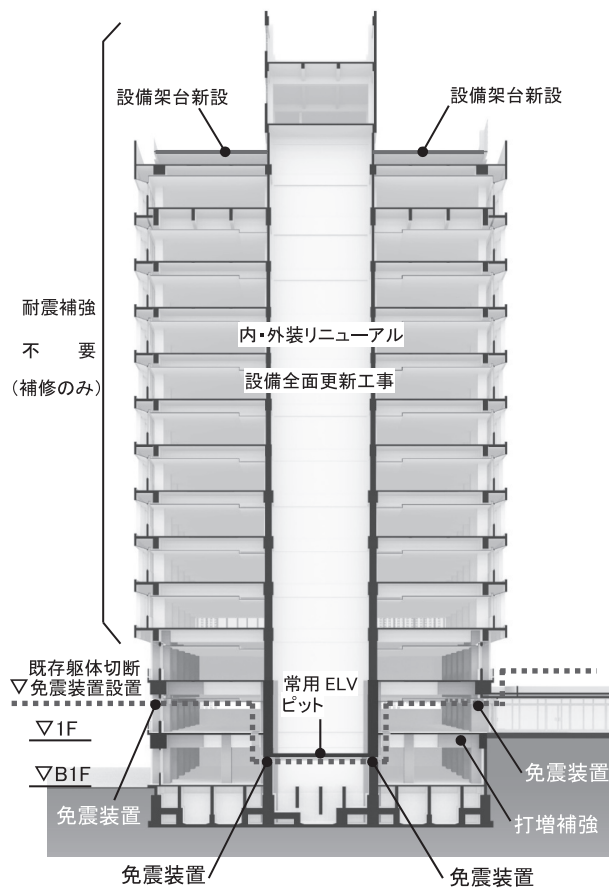 設備架台新設
設備架台新設
耐震補強
不　要
(補修のみ)
内・外装リニューアル
設備全面更新工事
既存躯体切断
▽免震装置設置
常用ELV
ピット
▽1F
▽B1F
免震装置
免震装置
打増補強
免震装置
免震装置